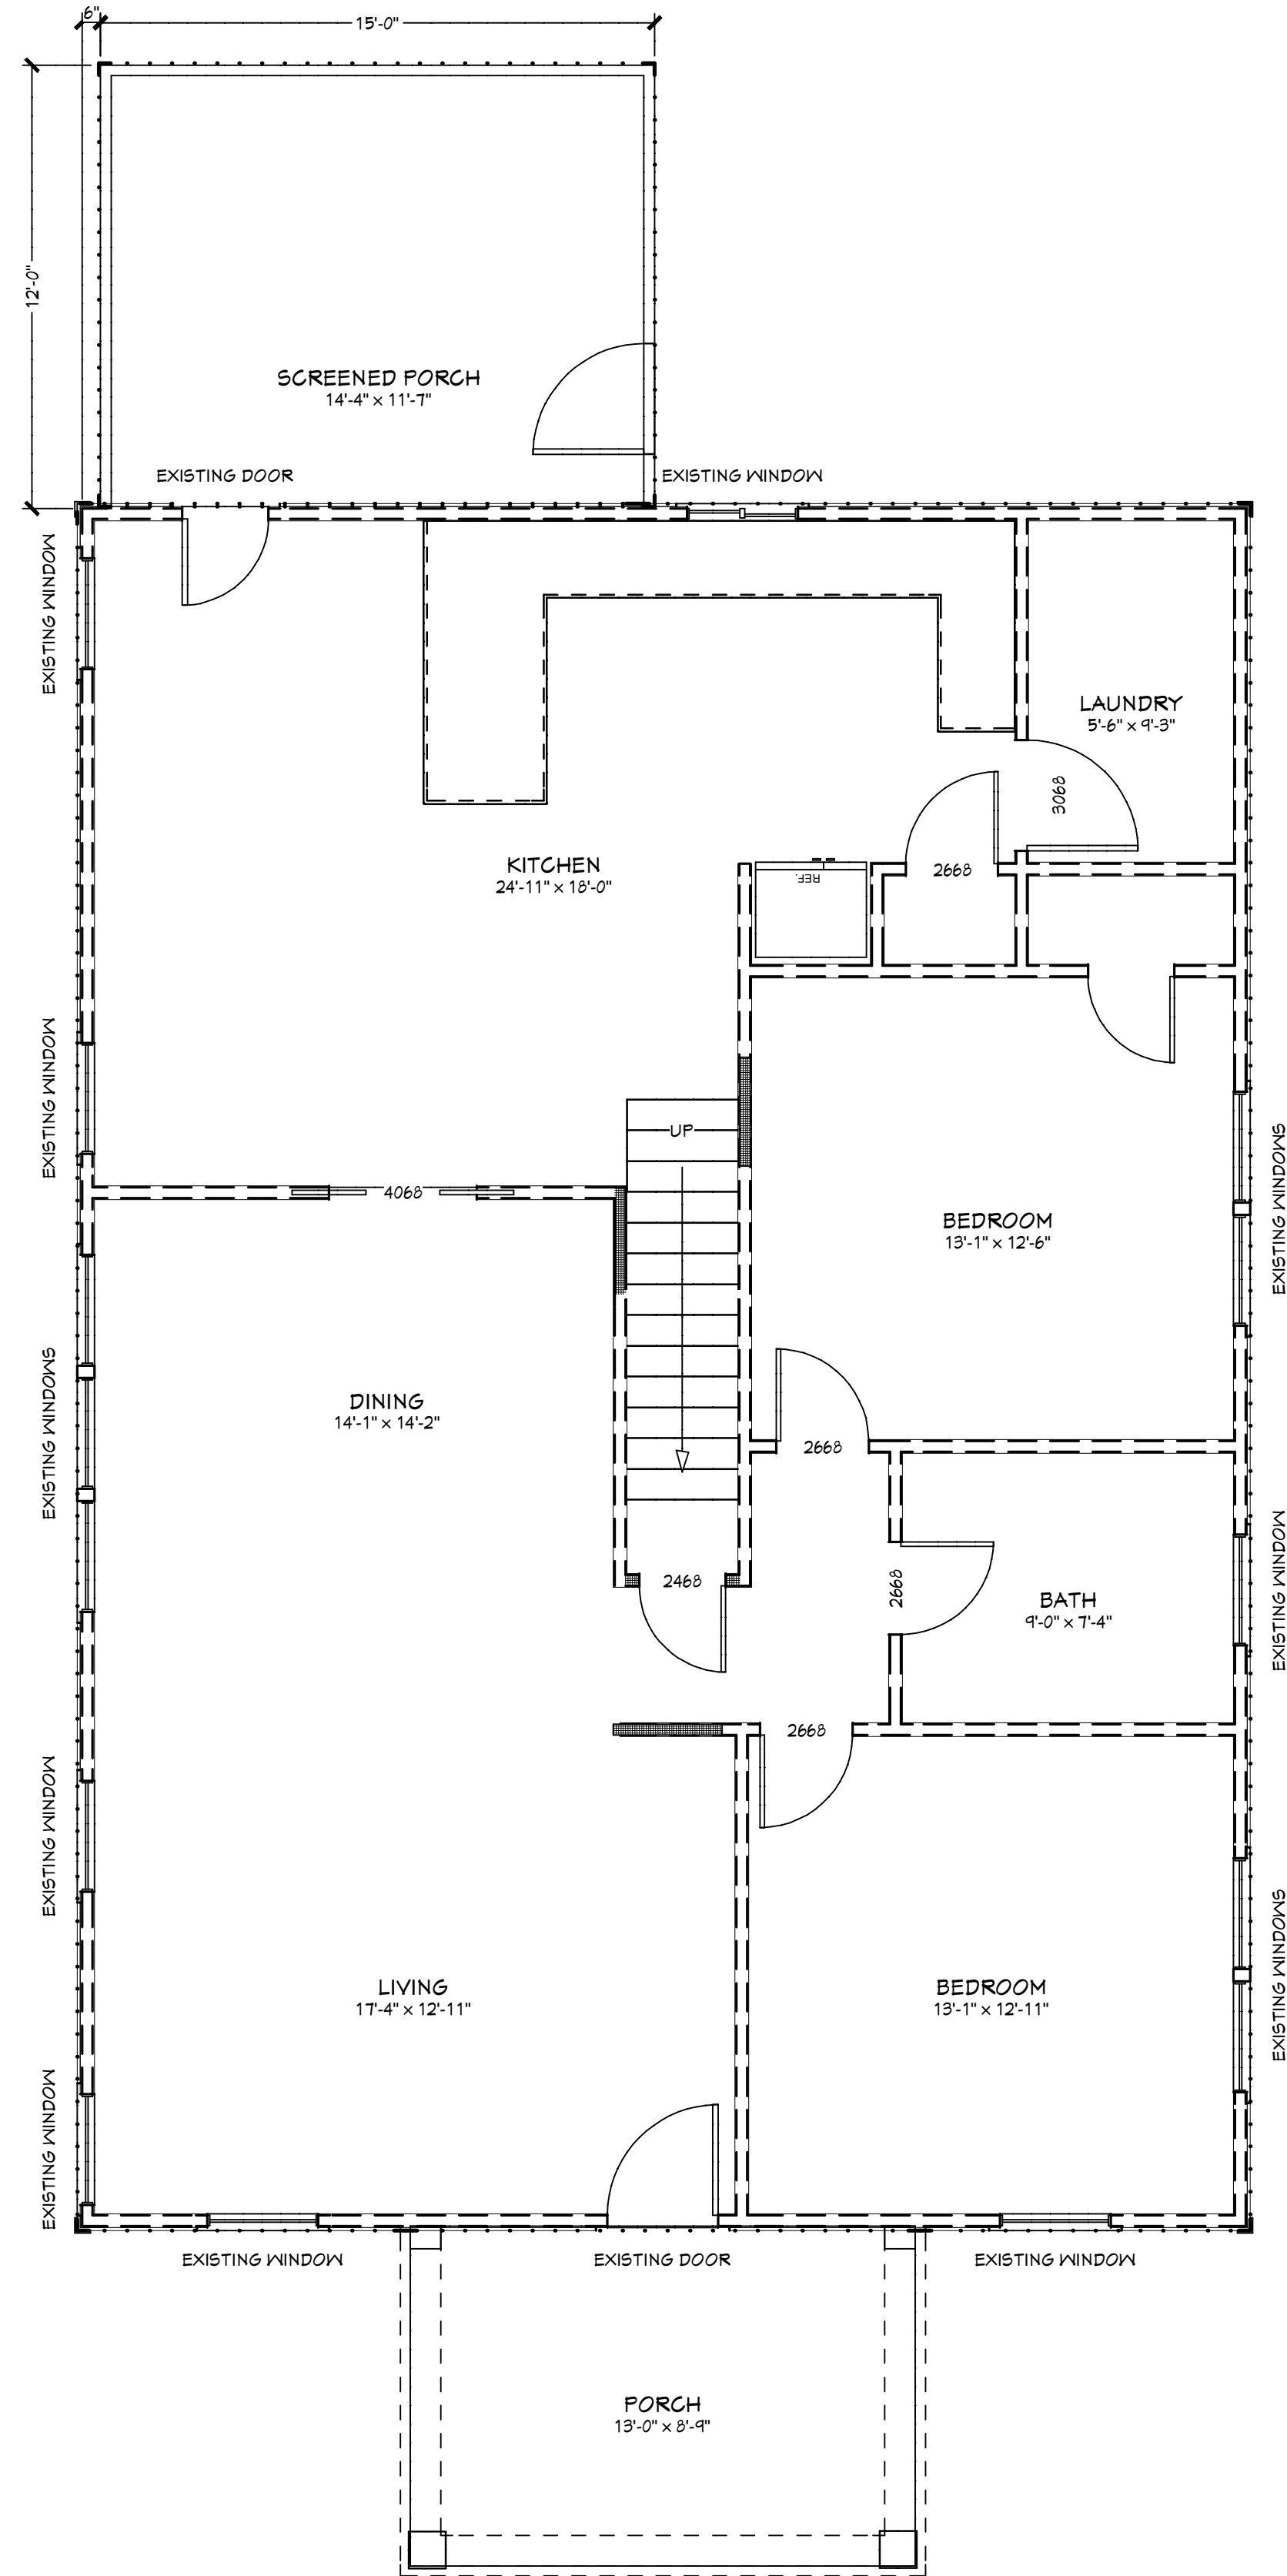 6"
15'-0"
12'-0"
SCREENED PORCH
14'-4" x 11'-7"
EXISTING DOOR
EXISTING WINDOW
EXISTING WINDOW
LAUNDRY
5'-6" x 9'-3"
3068
KITCHEN
24'-11" x 18'-0"
REF.
2668
EXISTING WINDOW
UP
EXISTING WINDOWS
4068
BEDROOM
13'-1" x 12'-6"
DINING
14'-1" x 14'-2"
EXISTING WINDOWS
2668
2468
2668
BATH
9'-0" x 7'-4"
EXISTING WINDOW
2668
EXISTING WINDOW
LIVING
17'-4" x 12'-11"
BEDROOM
13'-1" x 12'-11"
EXISTING WINDOWS
EXISTING WINDOW
EXISTING WINDOW
EXISTING DOOR
EXISTING WINDOW
PORCH
13'-0" x 8'-9"